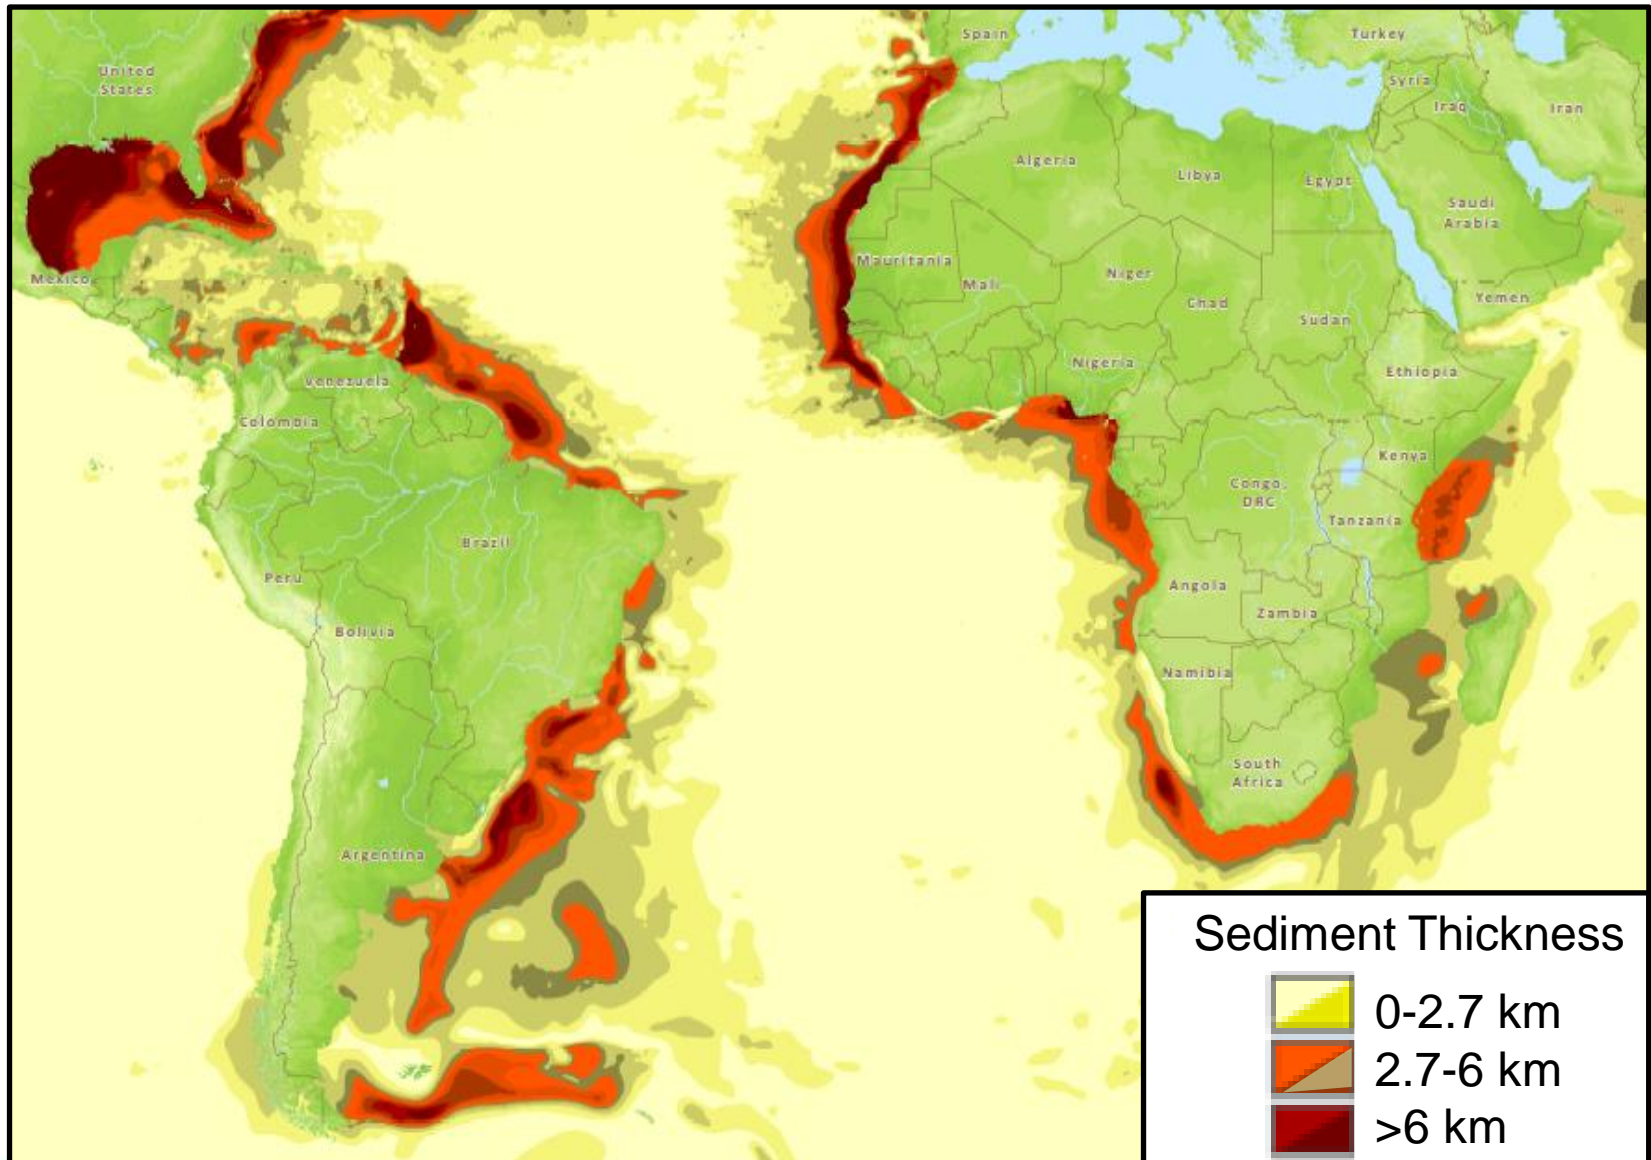 Spain
Turkey
United
States
Syria
Iraq
Iran
Algeria
Libya
Egypt
Saudi
Arabia
Mexico
Mauritania
Mali
Niger
Chad
Sudan
Yemen
Venezuela
Nigeria
Ethiopia
Colombia
Kenya
Congo,
DRC
Brazil
Tanzania
Peru
Angola
Bolivia
Zambia
Namibia
South
Africa
Argentina
Sediment Thickness
0-2.7 km
2.7-6 km
>6 km